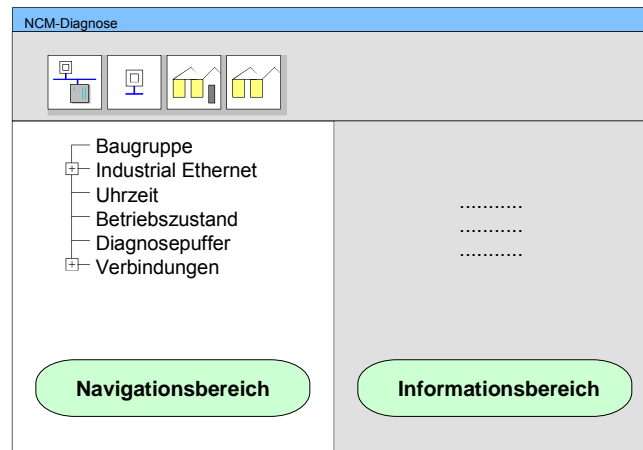 NCM-Diagnose
Baugruppe
Industrial Ethernet
Uhrzeit
Betriebszustand
Diagnosepuffer
Verbindungen
...........
...........
...........
Navigationsbereich
Informationsbereich